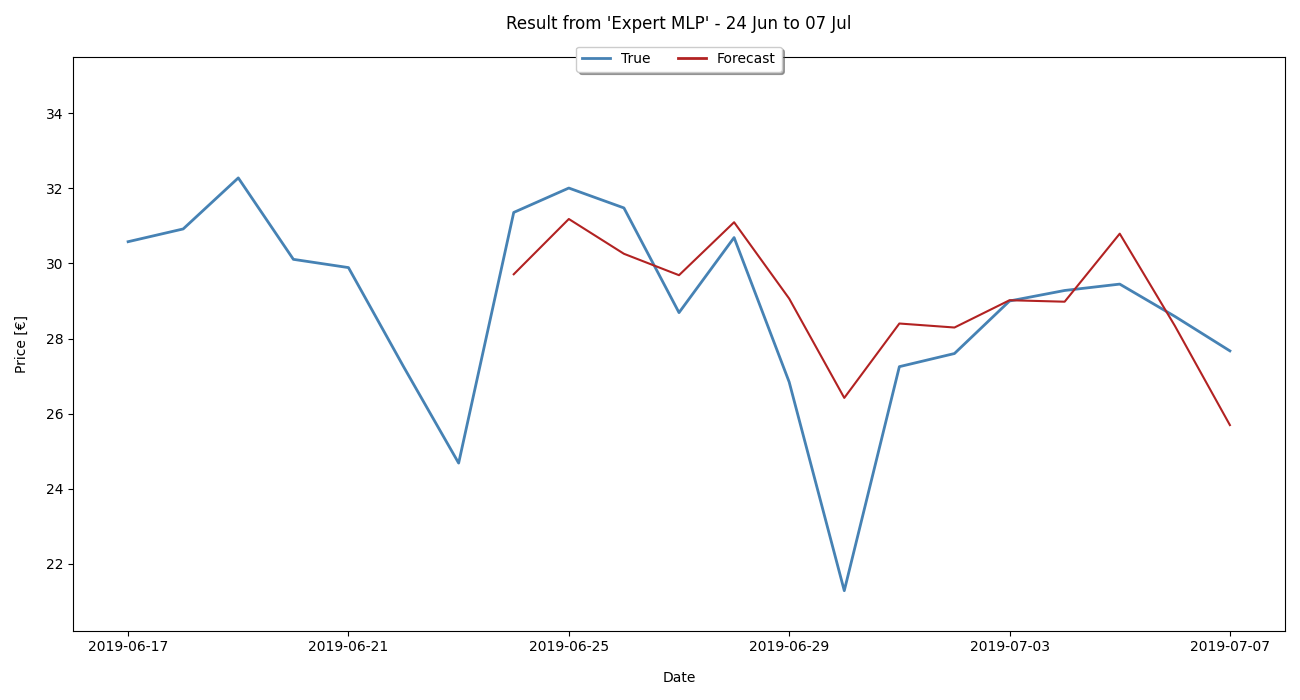 Result from 'Expert MLP' - 24 Jun to 07 Jul
True Forecast
34
32
30
28
26
24
22
Price [€]
2019-06-17 2019-06-21 2019-06-25 2019-06-29 2019-07-03 2019-07-07
Date